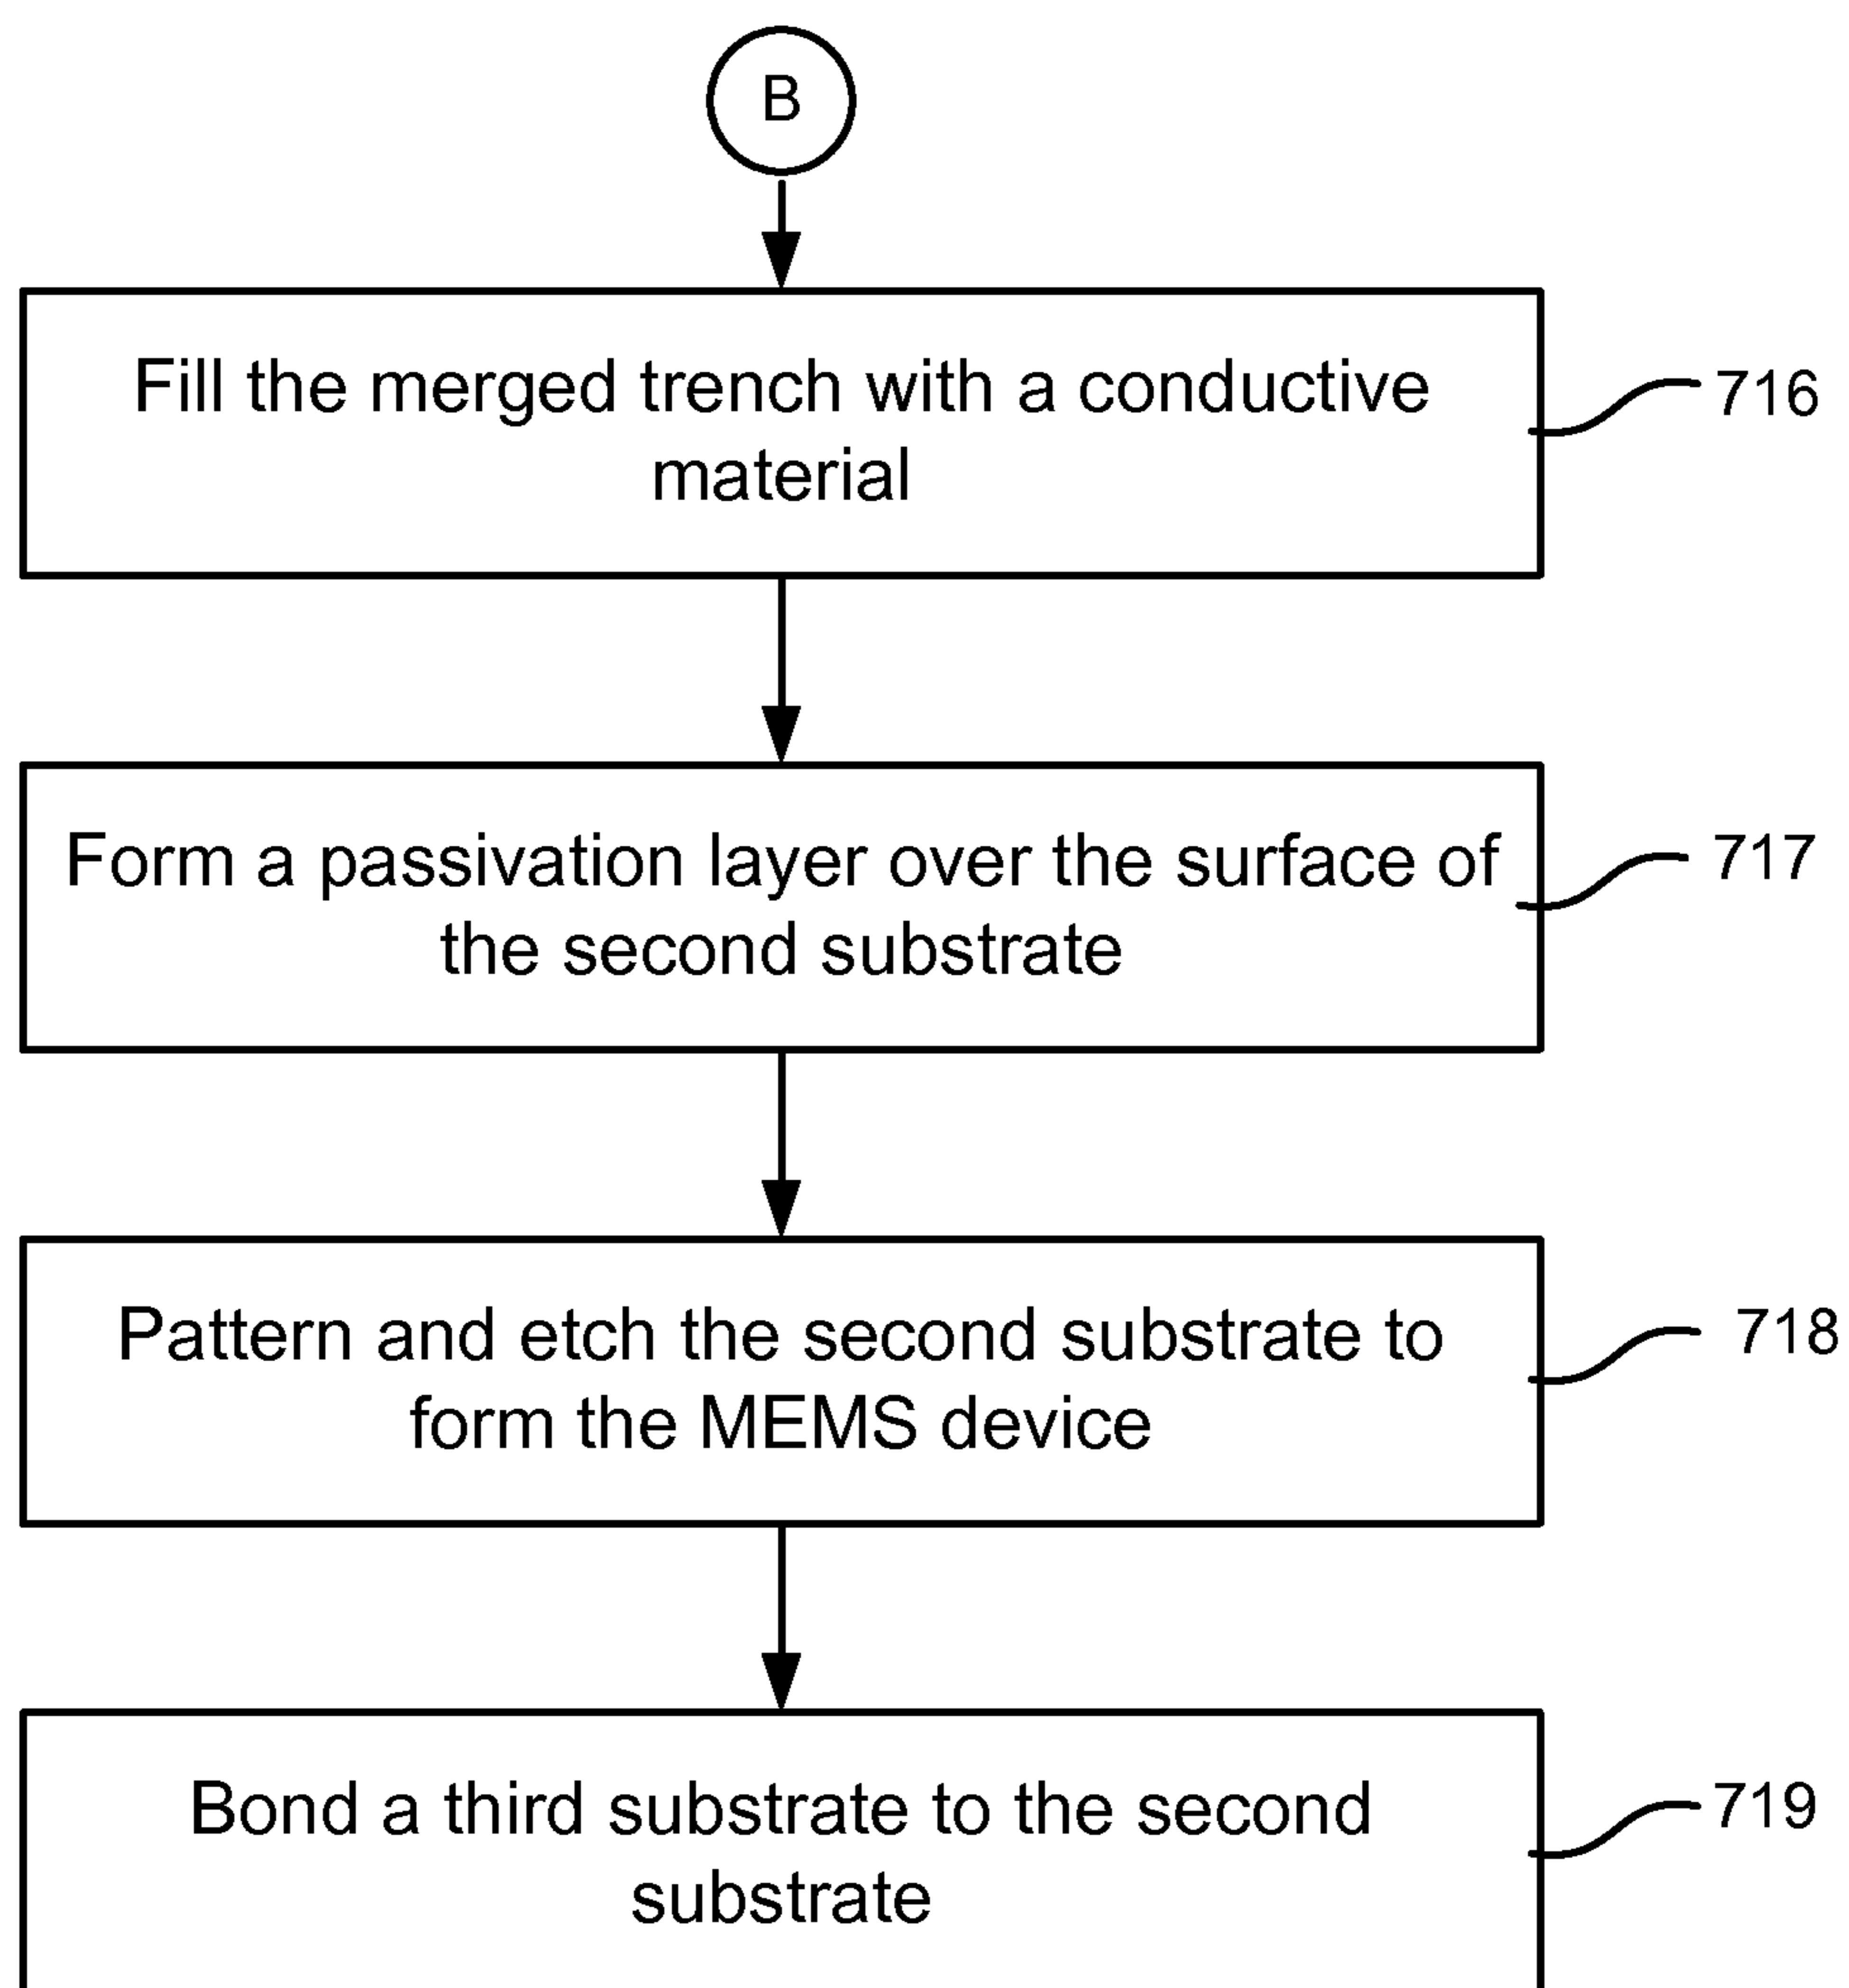 B
Fill the merged trench with a conductive
material
716
Form a passivation layer over the surface of
the second substrate
717
Pattern and etch the second substrate to
form the MEMS device
718
Bond a third substrate to the second
substrate
719